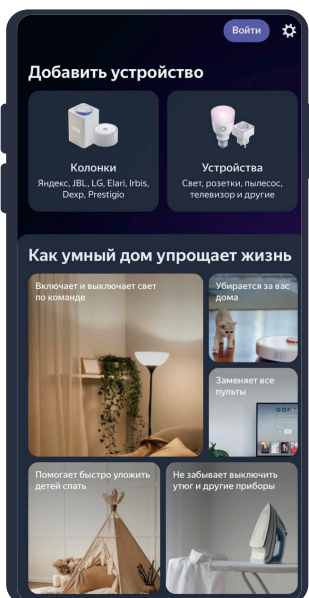 Войти
Добавить устройство
Колонки
Яндекс, JBL, LG, Elari, Irbis,
Dexp, Prestigio
Устройства
Свет, розетки, пылесос,
телевизор и другие
Как умный дом упрощает жизнь
Включает и выключает свет
по команде
Убирается за вас
дома
Заменяет все
пульты
Помогает быстро уложить
детей спать
Не забывает выключить
утюг и другие приборы